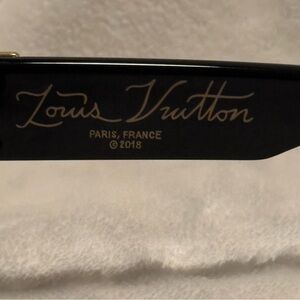 Louis Vuitton
PARIS, FRANCE
© 2018